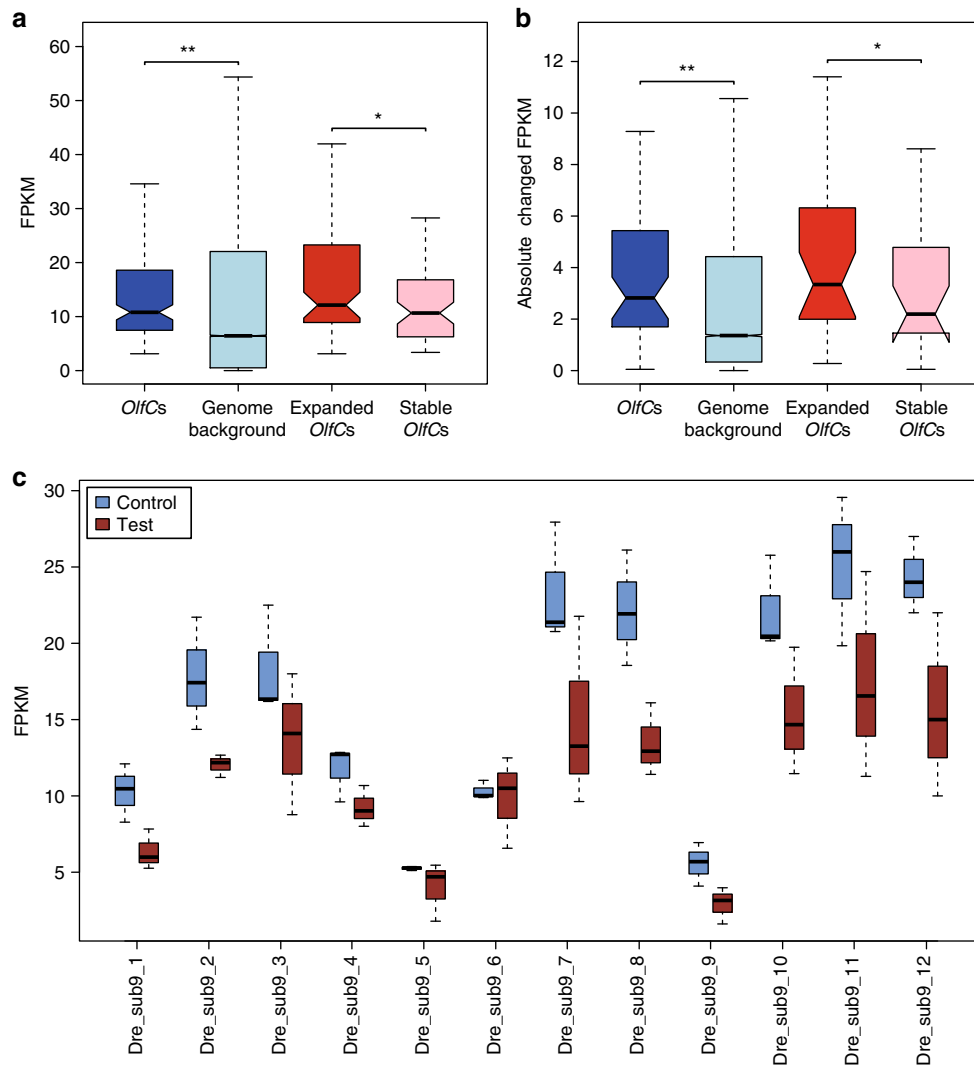 a
**
*
FPKM
60
50
40
30
20
10
0
OlfCs
Genome
background
Expanded
OlfCs
Stable
OlfCs
b
**
*
Absolute changed FPKM
12
10
8
6
4
2
0
OlfCs
Genome
background
Expanded
OlfCs
Stable
OlfCs
c
Control
Test
FPKM
30
25
20
15
10
5
Dre_sub9_1
Dre_sub9_2
Dre_sub9_3
Dre_sub9_4
Dre_sub9_5
Dre_sub9_6
Dre_sub9_7
Dre_sub9_8
Dre_sub9_9
Dre_sub9_10
Dre_sub9_11
Dre_sub9_12